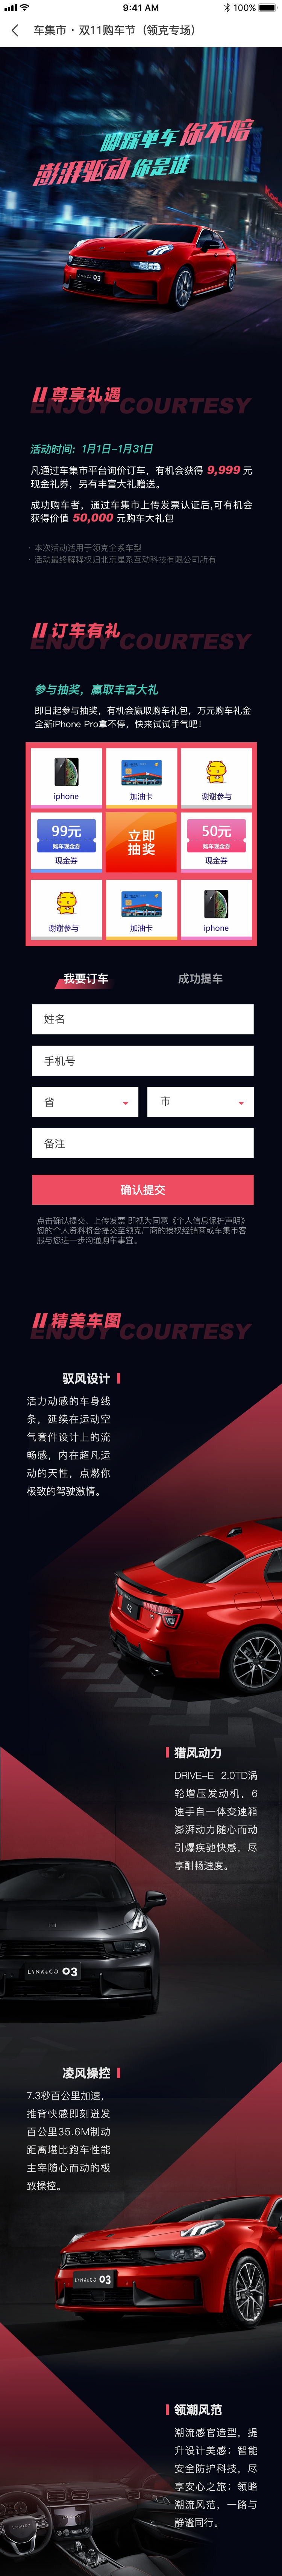 9:41 AM
100%
车集市·双11购车节（领克专场）
脚踩单车你不陪
澎湃驱动你是谁
03
尊享礼遇
ENJOY COURTESY
活动时间：1月1日-1月31日
凡通过车集市平台询价订车，有机会获得 9,999 元
现金礼券，另有丰富大礼赠送。
成功购车者，通过车集市上传发票认证后,可有机会
获得价值 50,000 元购车大礼包
· 本次活动适用于领克全系车型
· 活动最终解释权归北京星系互动科技有限公司所有
订车有礼
ENJOY COURTESY
参与抽奖，赢取丰富大礼
即日起参与抽奖，有机会赢取购车礼包，万元购车礼金
全新iPhone Pro拿不停，快来试试手气吧！
iphone
加油卡
谢谢参与
99元
购车现金券
现金券
立即
抽奖
50元
购车现金券
现金券
谢谢参与
加油卡
iphone
我要订车
成功提车
姓名
手机号
省
市
备注
确认提交
点击确认提交、上传发票 即视为同意《个人信息保护声明》
您的个人资料将会提交至领克厂商的授权经销商或车集市客
服与您进一步沟通购车事宜。
精美车图
ENJOY COURTESY
驭风设计
活力动感的车身线
条，延续在运动空
气套件设计上的流
畅感，内在超凡运
动的天性，点燃你
极致的驾驶激情。
03
猎风动力
DRIVE-E 2.0TD涡
轮增压发动机，6
速手自一体变速箱
澎湃动力随心而动
引爆疾驰快感，尽
享酣畅速度。
LYNK&CO 03
凌风操控
7.3秒百公里加速，
推背快感即刻迸发
百公里35.6M制动
距离堪比跑车性能
主宰随心而动的极
致操控。
LYNK&CO 03
领潮风范
潮流感官造型，提
升设计美感；智能
安全防护科技，尽
享安心之旅；领略
潮流风范，一路与
静谧同行。